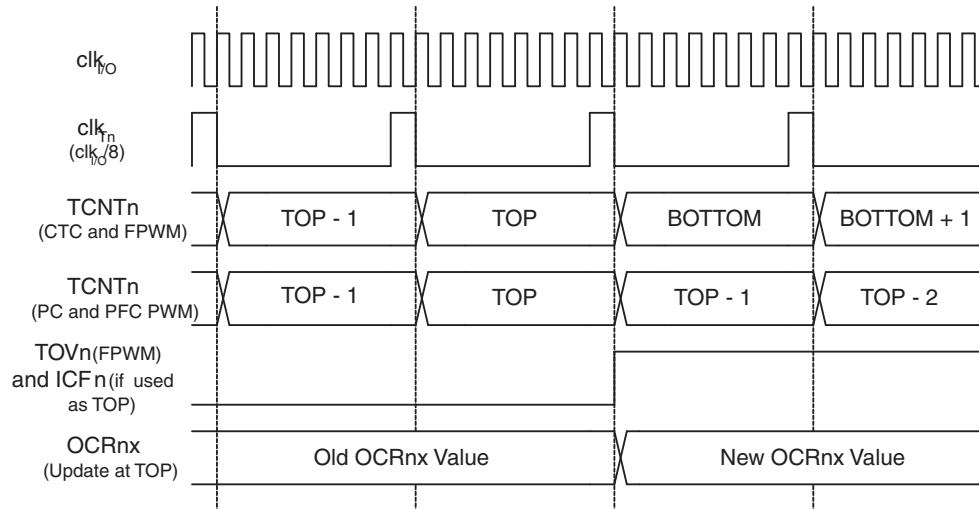 clkI/O
clkTn
(clkI/O/8)
TCNTn
(CTC and FPWM)
TOP - 1
TOP
BOTTOM
BOTTOM + 1
TCNTn
(PC and PFC PWM)
TOP - 1
TOP
TOP - 1
TOP - 2
TOVn (FPWM)
and ICFn (if used
as TOP)
OCRnx
(Update at TOP)
Old OCRnx Value
New OCRnx Value